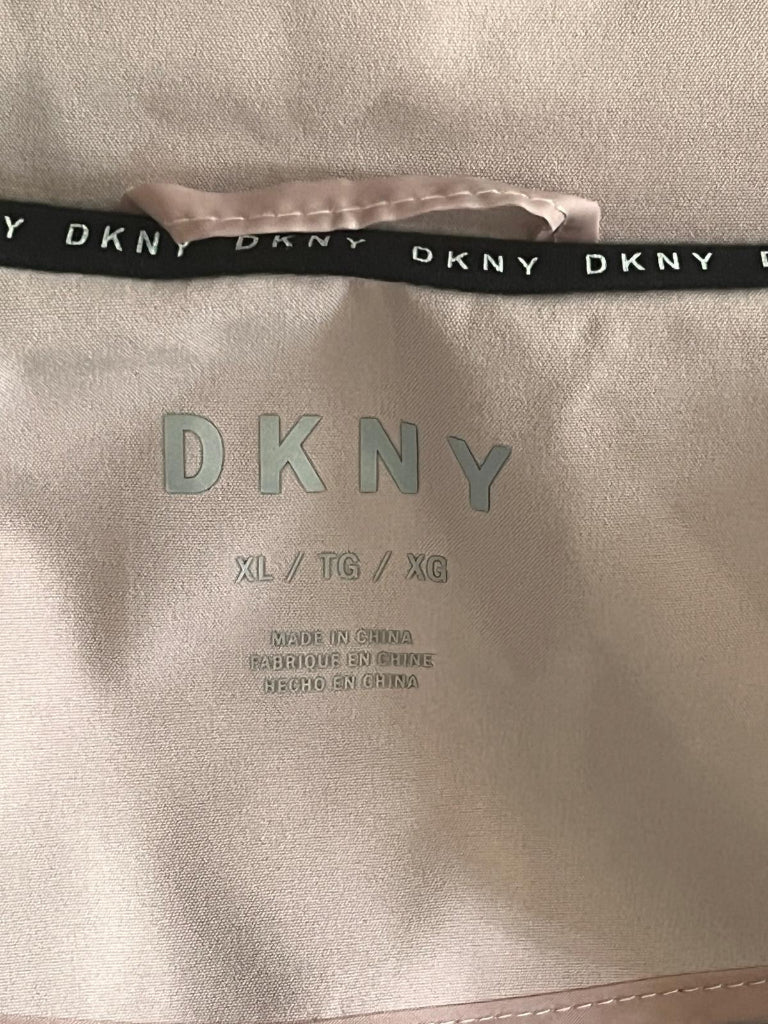 Y DKNY DKNY DKNY DKNY D
DKNY
XL / TG / XG
MADE IN CHINA
FABRIQUE EN CHINE
HECHO EN CHINA